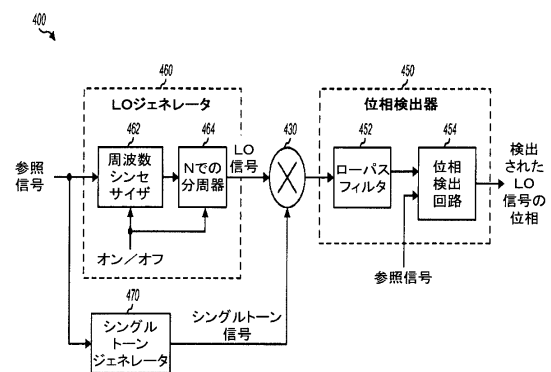 400
460
LOジェネレータ
462
周波数
シンセ
サイザ
464
Nでの
分周器
LO
信号
430
450
位相検出器
452
ローパス
フィルタ
454
位相
検出
回路
検出
された
LO
信号の
位相
参照
信号
オン/オフ
参照信号
470
シングル
トーン
ジェネレータ
シングルトーン
信号